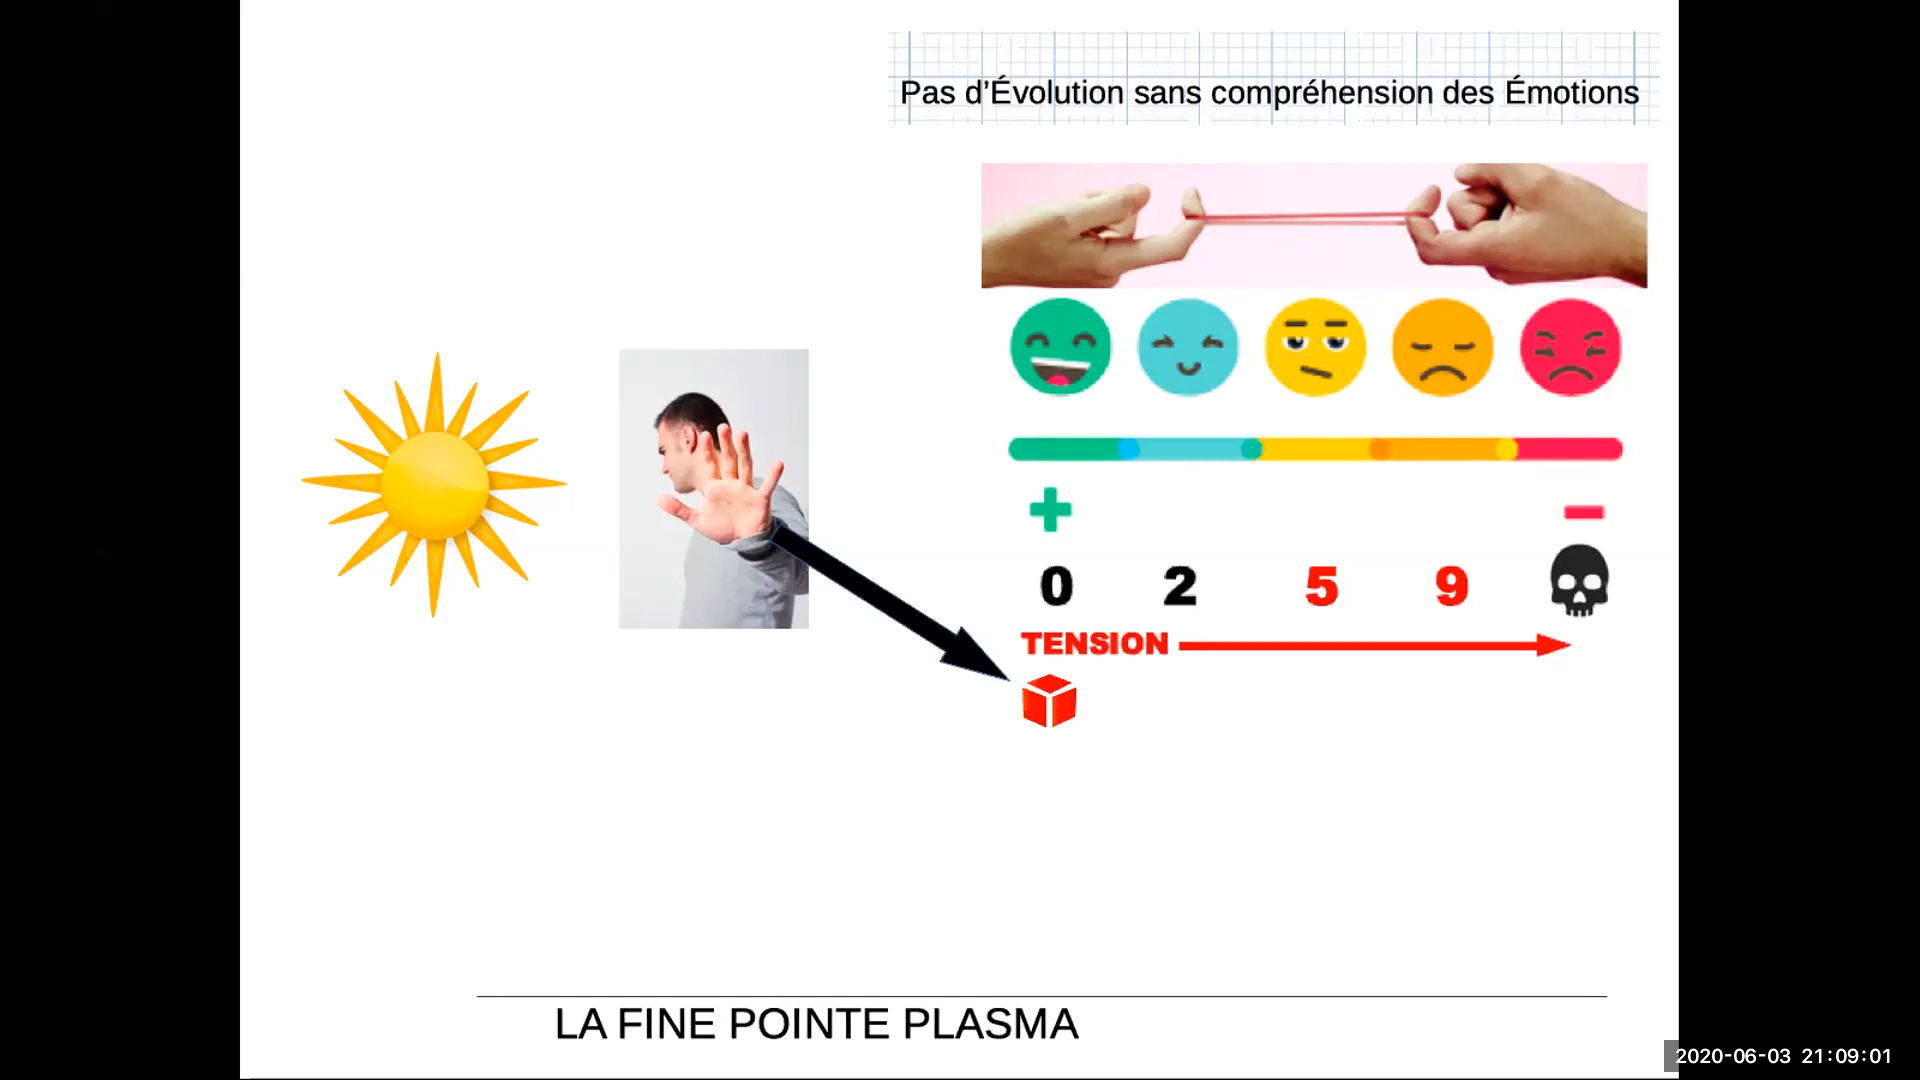 Pas d’Évolution sans compréhension des Émotions
0 2 5 9
TENSION
LA FINE POINTE PLASMA
2020-06-03 21:09:01